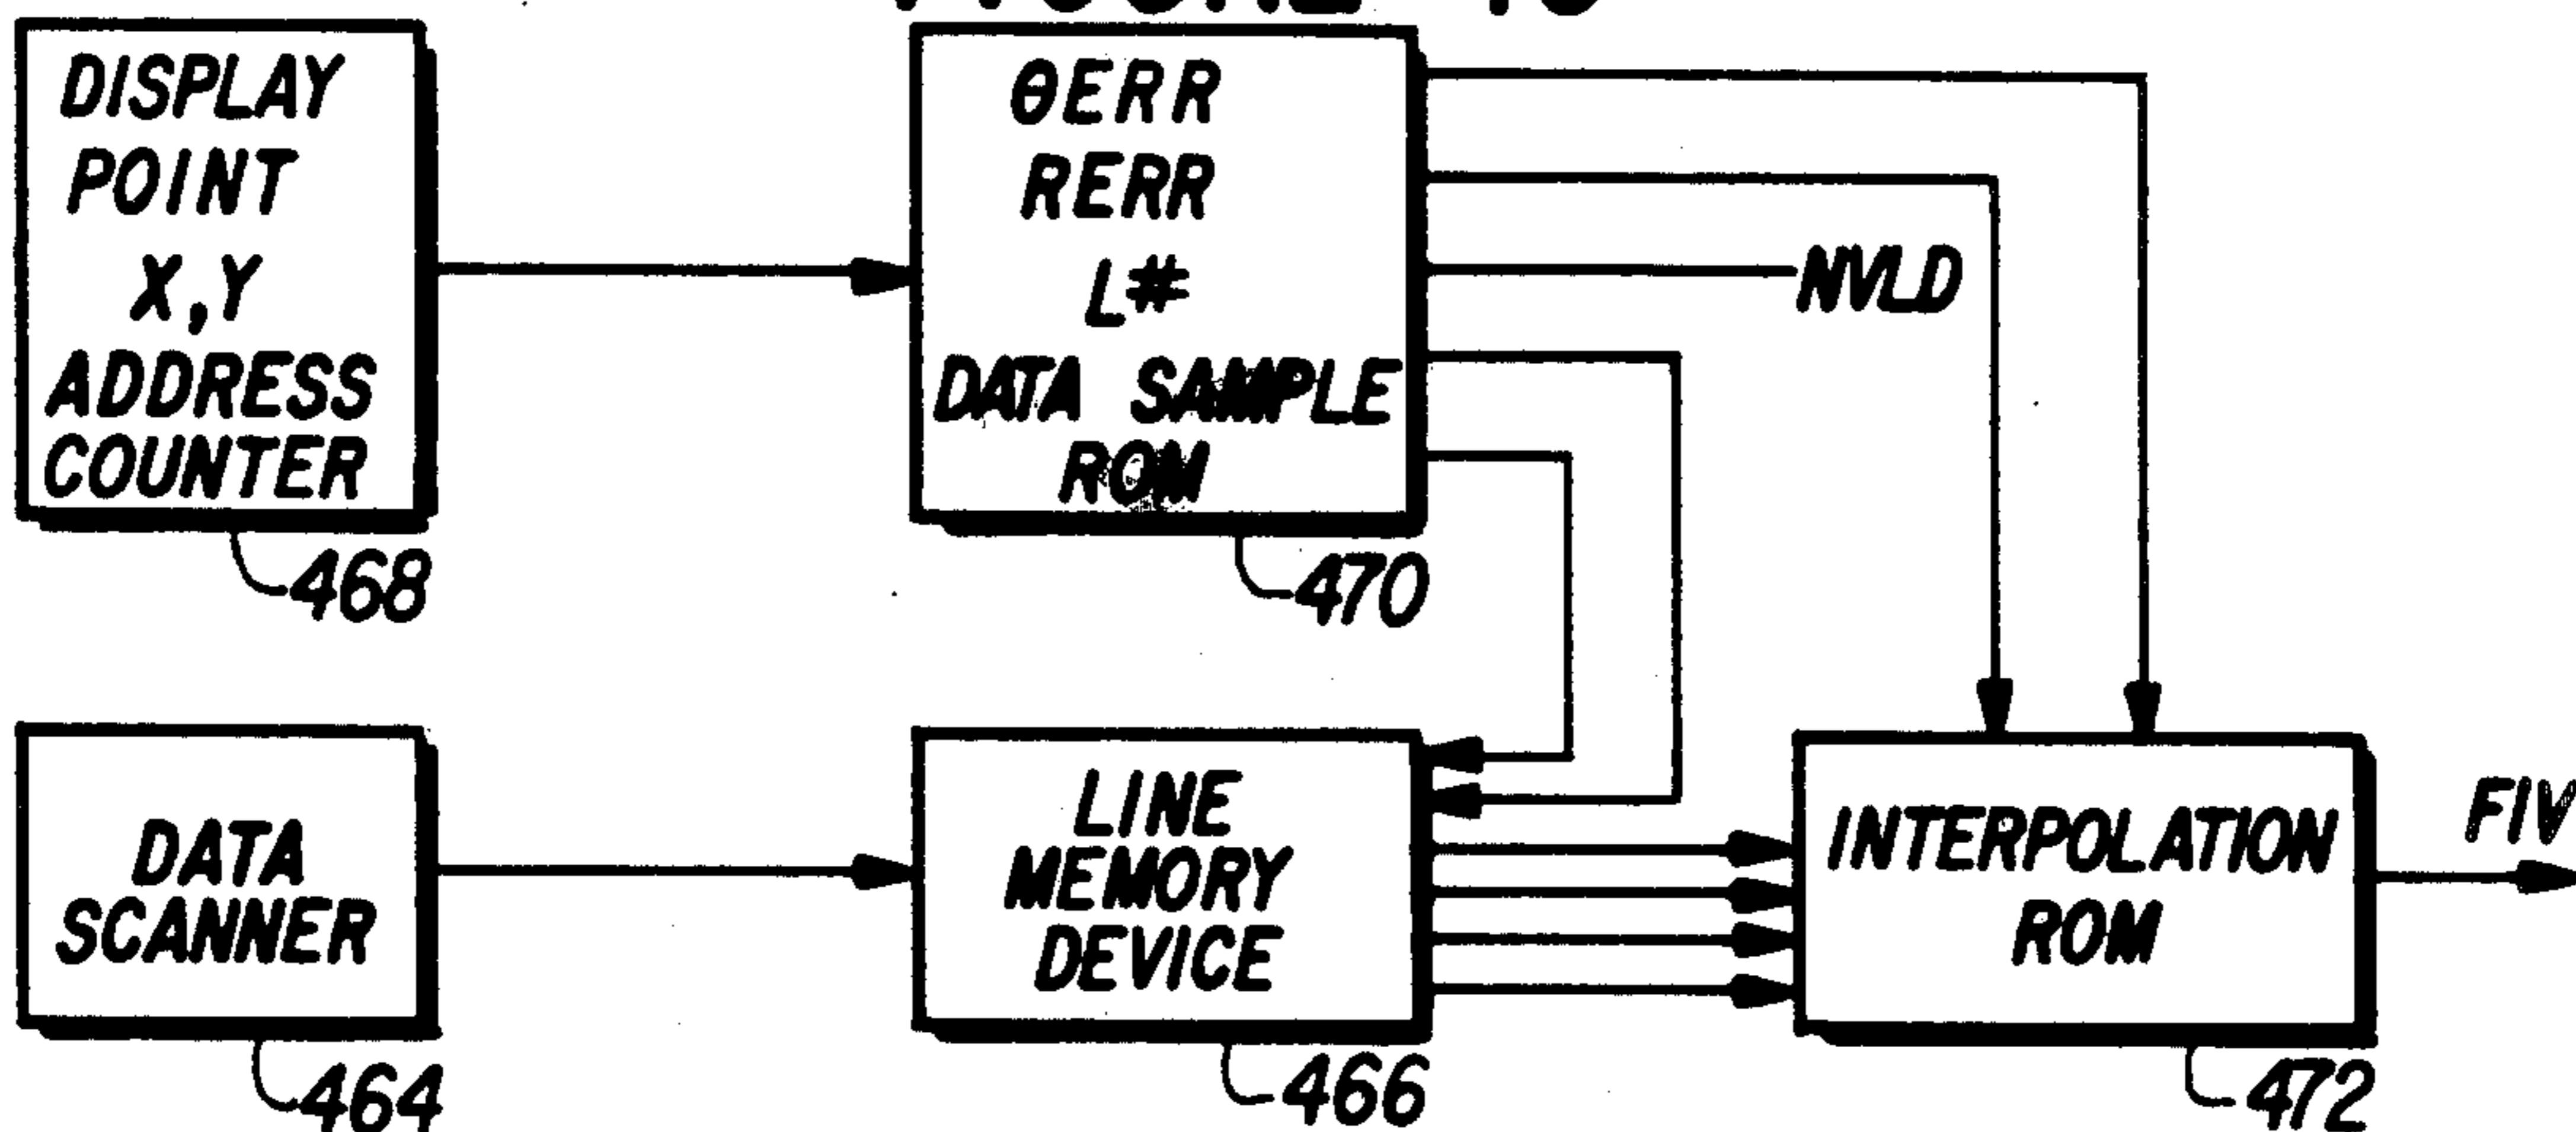 DISPLAY
POINT
X,Y
ADDRESS
COUNTER
468
θERR
RERR
L#
DATA SAMPLE
ROM
470
NVLD
DATA
SCANNER
464
LINE
MEMORY
DEVICE
466
INTERPOLATION
ROM
472
FIV